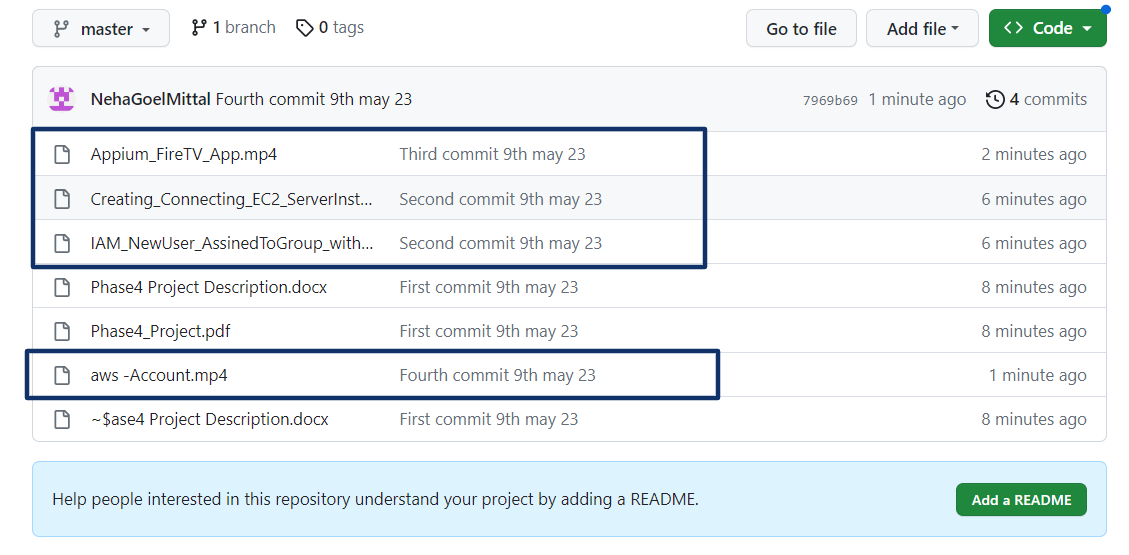 master 1 branch 0 tags Go to file Add file Code
NehaGoelMittal Fourth commit 9th may 23 7969b69 1 minute ago 4 commits
Appium_FireTV_App.mp4 Third commit 9th may 23 2 minutes ago
Creating_Connecting_EC2_ServerInst... Second commit 9th may 23 6 minutes ago
IAM_NewUser_AssinedToGroup_with... Second commit 9th may 23 6 minutes ago
Phase4 Project Description.docx First commit 9th may 23 8 minutes ago
Phase4_Project.pdf First commit 9th may 23 8 minutes ago
aws -Account.mp4 Fourth commit 9th may 23 1 minute ago
~$ase4 Project Description.docx First commit 9th may 23 8 minutes ago
Help people interested in this repository understand your project by adding a README. Add a README